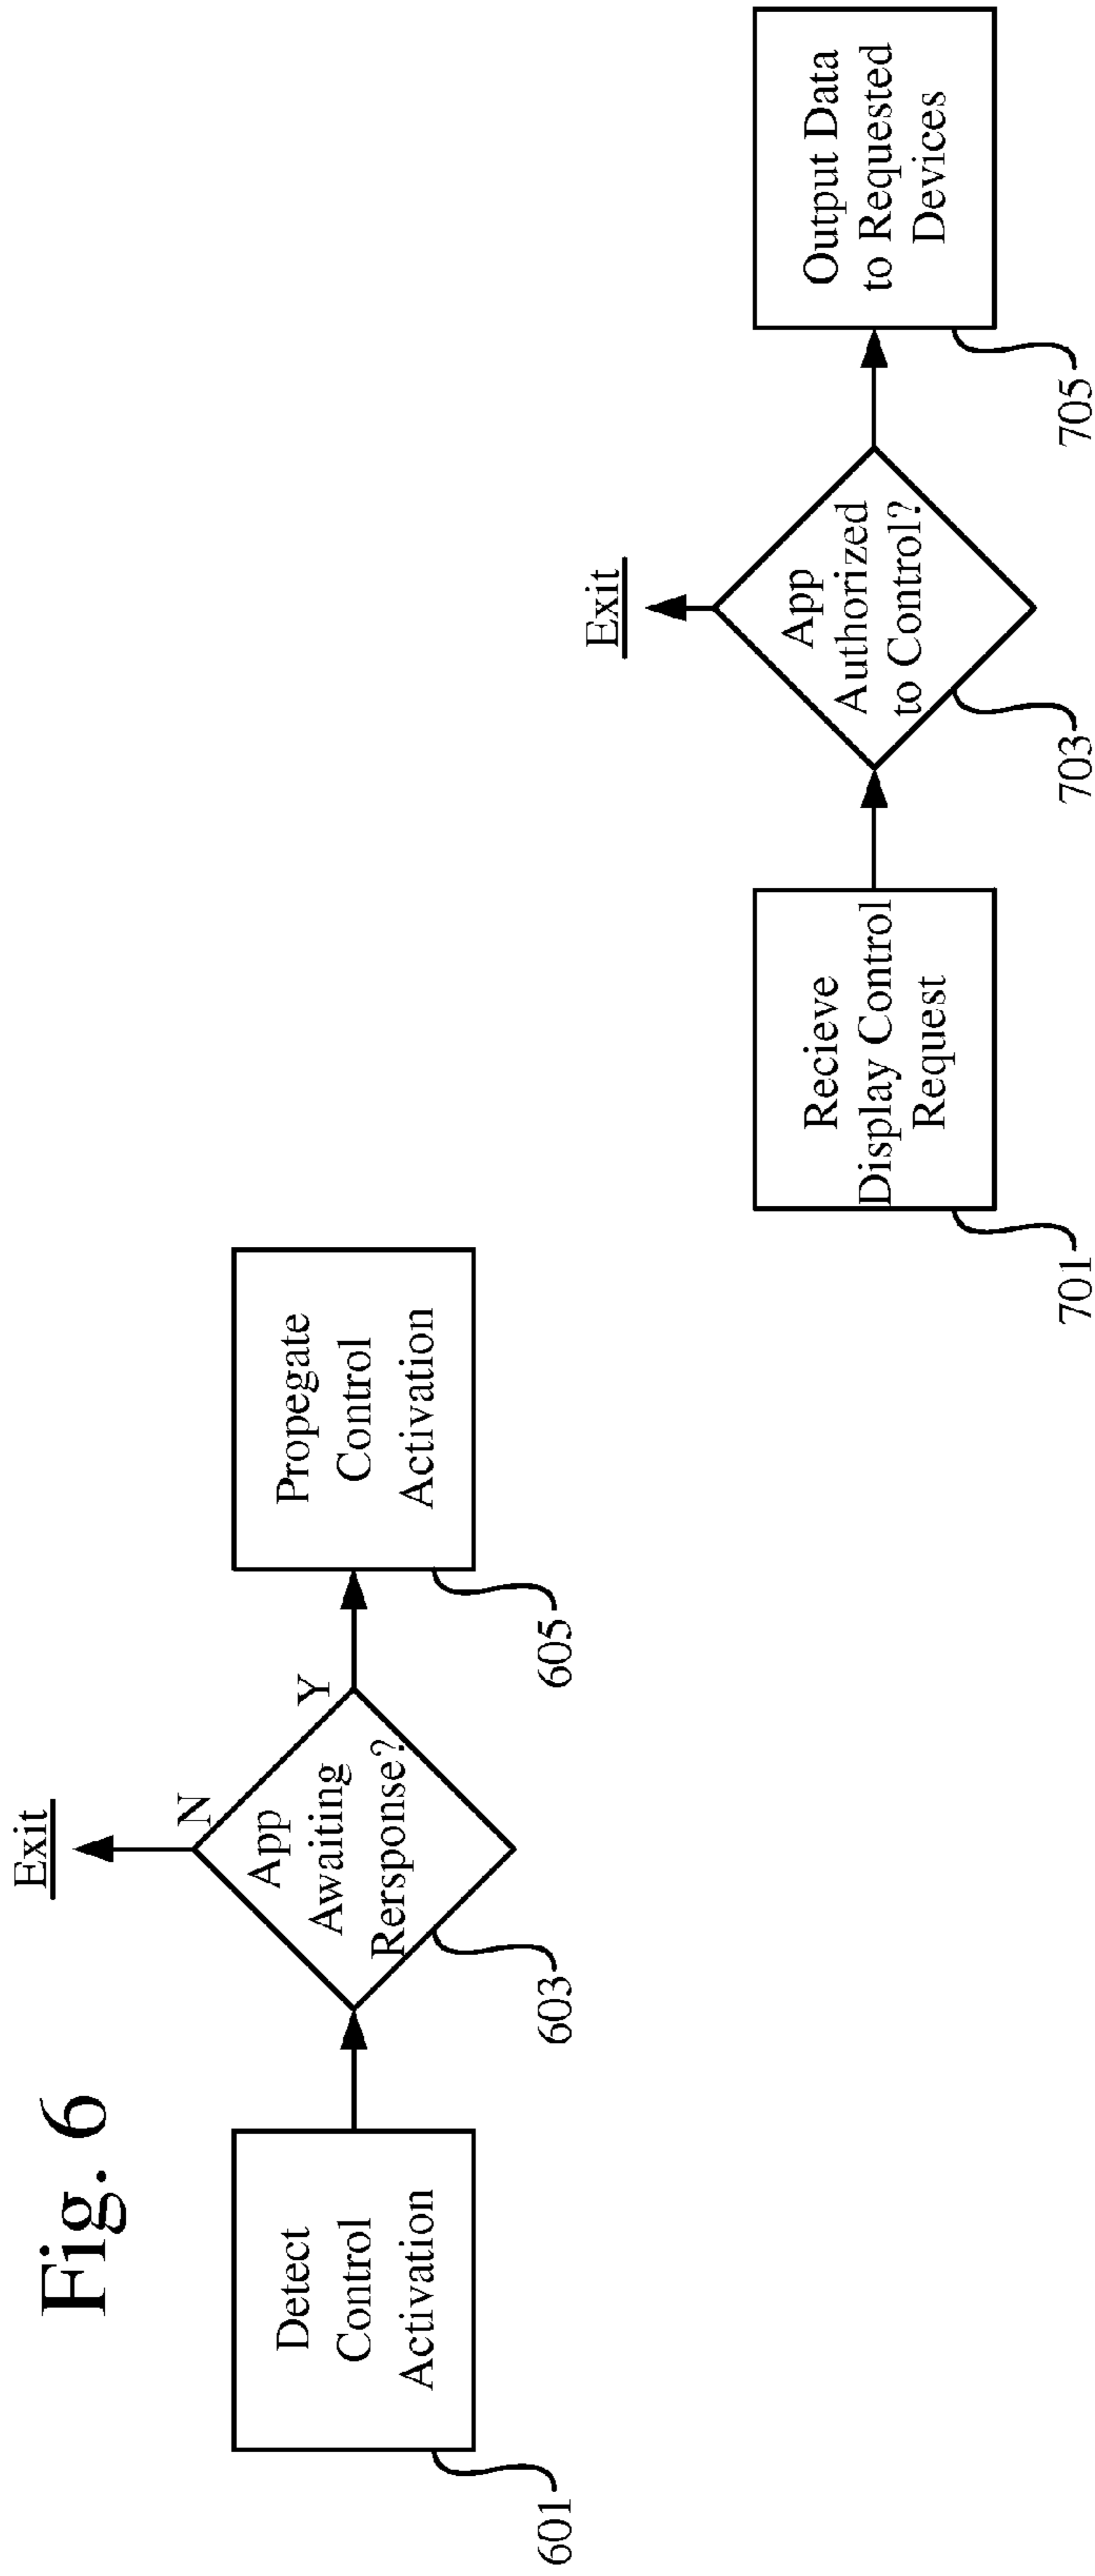 Fig. 6
Exit
N
Y
Detect
Control
Activation
App
Awaiting
Rersponse?
Propegate
Control
Activation
601
603
605
Exit
Recieve
Display Control
Request
App
Authorized
to Control?
Output Data
to Requested
Devices
701
703
705